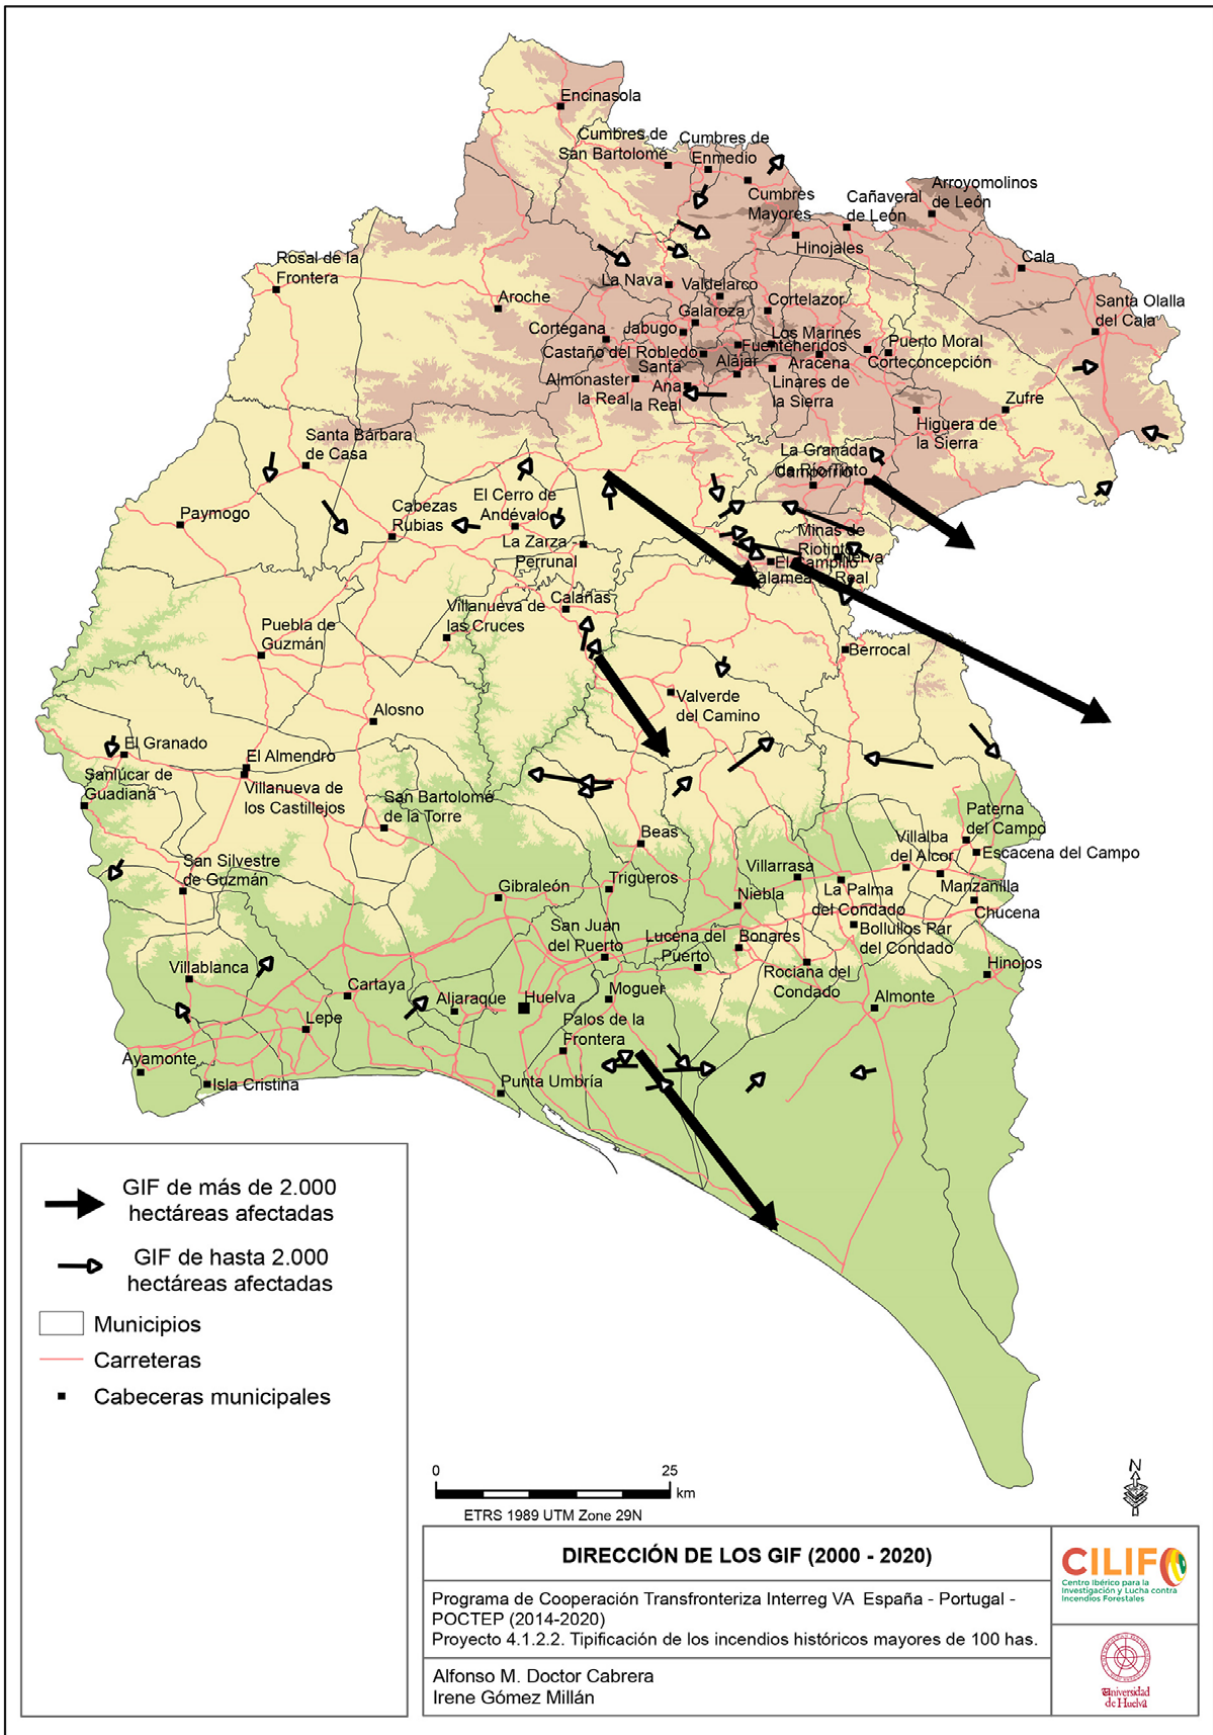 Encinasola
Cumbres de
San Bartolomé
Cumbres de
Enmedio
Cumbres
Mayores
Arroyomolinos
de León
Cañaveral
de León
Hinojales
Cala
Rosal de la
Frontera
La Nava
Valdelarco
Aroche
Cortelazor
Santa Olalla
del Cala
Galaroza
Cortegana
Jabugo
Los Marines
Fuenteheridos
Puerto Moral
Castaño del Robledo
Alájar
Aracena
Corteconcepción
Santa
Ana
la Real
Almonaster
la Real
Linares de
la Sierra
Zufre
Higuera de
la Sierra
Santa Bárbara
de Casa
La Granada
de Río-Tinto
Campofrío
El Cerro de
Andévalo
Cabezas
Rubias
Paymogo
La Zarza -
Perrunal
Minas de
Riotinto
Nerva
El Campillo
Zalamea la Real
Calañas
Villanueva de
las Cruces
Puebla de
Guzmán
Berrocal
Valverde
del Camino
Alosno
El Granado
El Almendro
Sanlúcar de
Guadiana
Villanueva de
los Castillejos
San Bartolomé
de la Torre
Paterna
del Campo
Beas
Villalba
del Alcor
Escacena del Campo
San Silvestre
de Guzmán
Villarrasa
Trigueros
Gibraleón
Niebla
La Palma
del Condado
Manzanilla
Chucena
San Juan
del Puerto
Lucena del
Puerto
Bonares
Bollullos Par
del Condado
Villablanca
Rociana del
Condado
Hinojos
Cartaya
Aljaraque
Huelva
Moguer
Almonte
Lepe
Palos de la
Frontera
Ayamonte
Isla Cristina
Punta Umbría
GIF de más de 2.000
hectáreas afectadas
GIF de hasta 2.000
hectáreas afectadas
Municipios
Carreteras
Cabeceras municipales
0 25
km
ETRS 1989 UTM Zone 29N
N
DIRECCIÓN DE LOS GIF (2000 - 2020)
Programa de Cooperación Transfronteriza Interreg VA España - Portugal -
POCTEP (2014-2020)
Proyecto 4.1.2.2. Tipificación de los incendios históricos mayores de 100 has.
Alfonso M. Doctor Cabrera
Irene Gómez Millán
CILIFO
Centro Ibérico para la
Investigación y Lucha contra
Incendios Forestales
Universidad
de Huelva